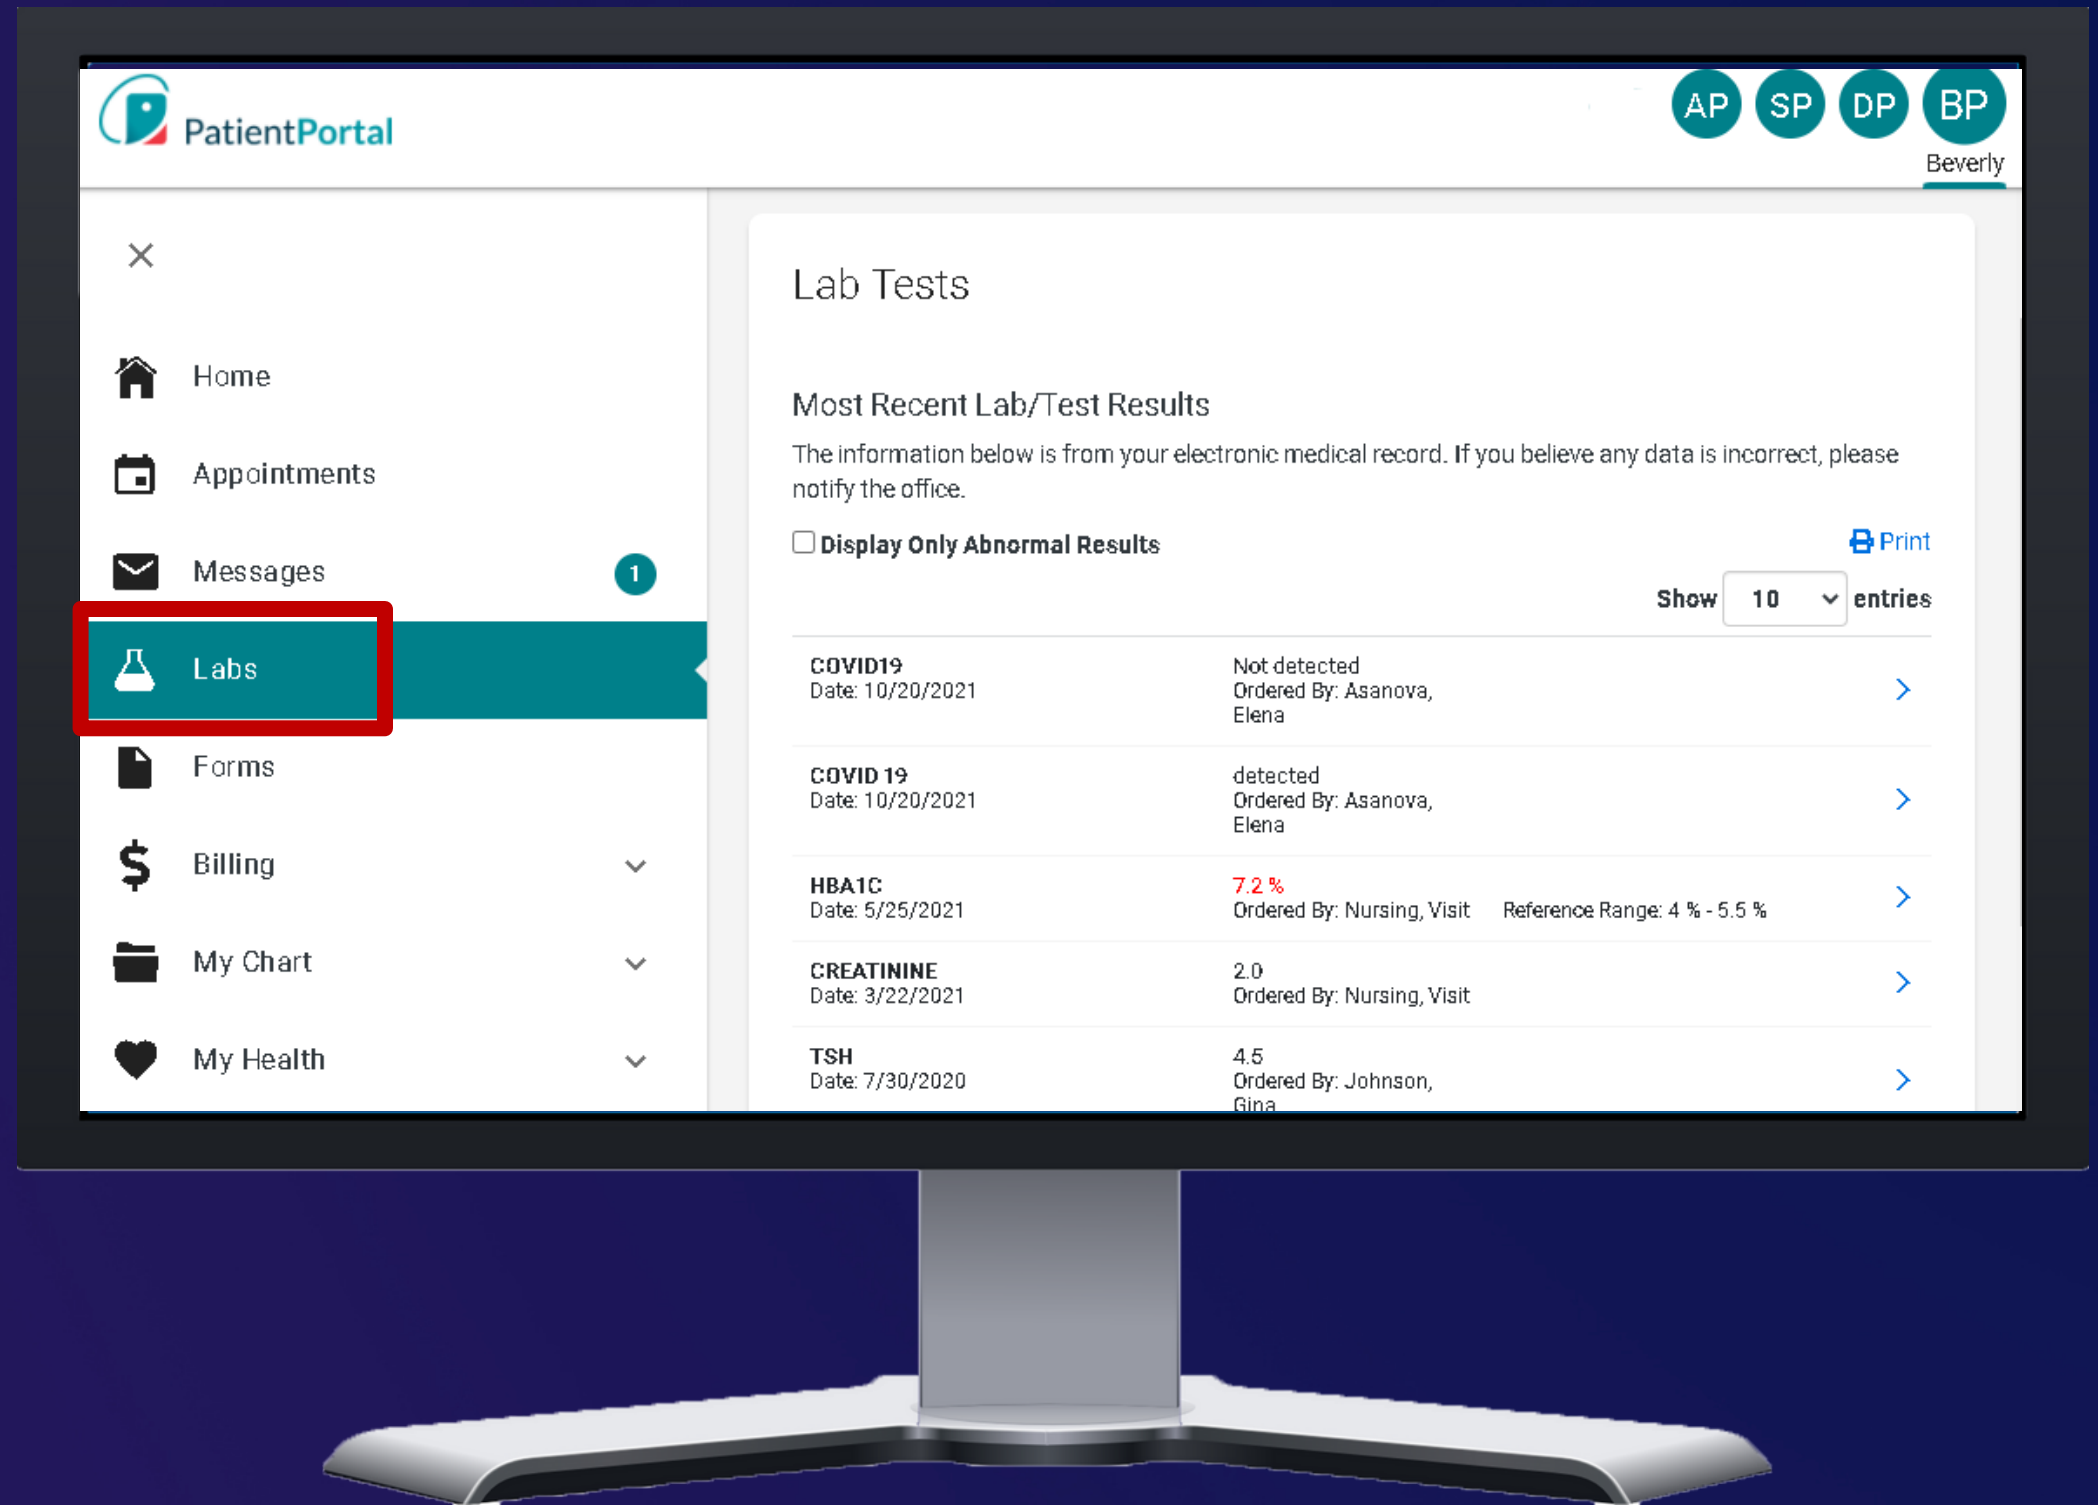 PatientPortal
AP SP DP BP
Beverly
Home
Appointments
Messages 1
Labs
Forms
Billing
My Chart
My Health
Lab Tests
Most Recent Lab/Test Results
The information below is from your electronic medical record. If you believe any data is incorrect, please
notify the office.
Display Only Abnormal Results
Print
Show 10 entries
COVID19
Date: 10/20/2021
Not detected
Ordered By: Asanova,
Elena
COVID 19
Date: 10/20/2021
detected
Ordered By: Asanova,
Elena
HBA1C
Date: 5/25/2021
7.2 %
Ordered By: Nursing, Visit
Reference Range: 4 % - 5.5 %
CREATININE
Date: 3/22/2021
2.0
Ordered By: Nursing, Visit
TSH
Date: 7/30/2020
4.5
Ordered By: Johnson,
Gina